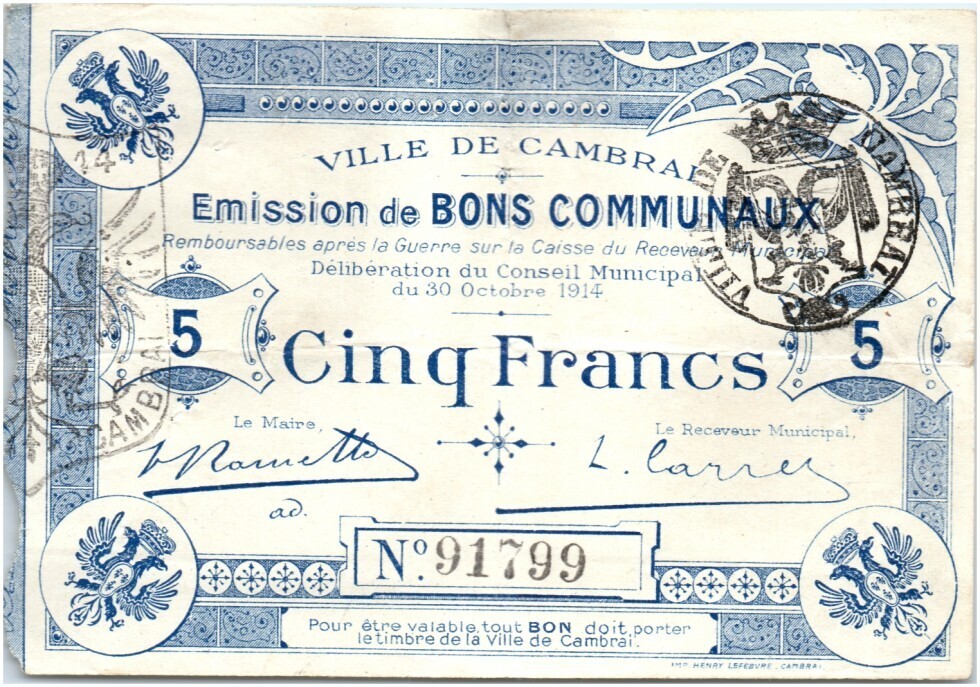 VILLE DE CAMBRAI
Emission de BONS COMMUNAUX
Remboursables après la Guerre sur la Caisse du Receveur Municipal
Délibération du Conseil Municipal
du 30 Octobre 1914
5
Cinq Francs
5
Le Maire,
Le Receveur Municipal,
ad.
No. 91799
Pour être valable, tout BON doit porter
le timbre de la Ville de Cambrai.
IMP. HENRY LEFEBVRE . CAMBRAI
VILLE DE CAMBRAI
14
CAMBRAI